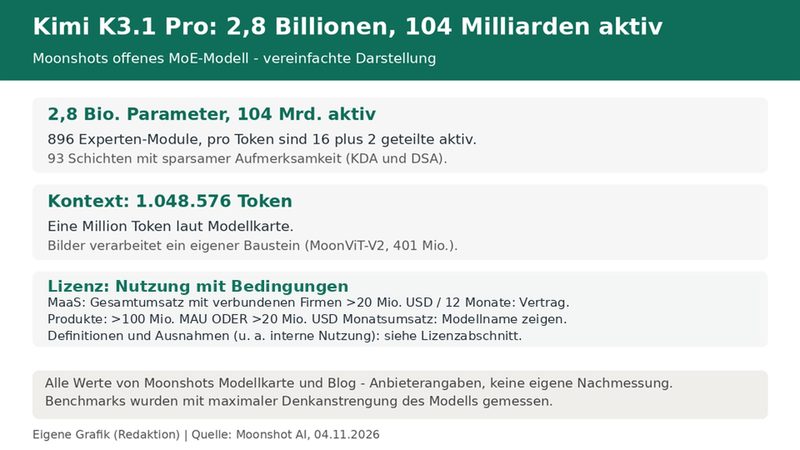 Kimi K3.1 Pro: 2,8 Billionen, 104 Milliarden aktiv
Moonshots offenes MoE-Modell - vereinfachte Darstellung
2,8 Bio. Parameter, 104 Mrd. aktiv
896 Experten-Module, pro Token sind 16 plus 2 geteilte aktiv.
93 Schichten mit sparsamer Aufmerksamkeit (KDA und DSA).
Kontext: 1.048.576 Token
Eine Million Token laut Modellkarte.
Bilder verarbeitet ein eigener Baustein (MoonViT-V2, 401 Mio.).
Lizenz: Nutzung mit Bedingungen
MaaS: Gesamtumsatz mit verbundenen Firmen >20 Mio. USD / 12 Monate: Vertrag.
Produkte: >100 Mio. MAU ODER >20 Mio. USD Monatsumsatz: Modellname zeigen.
Definitionen und Ausnahmen (u. a. interne Nutzung): siehe Lizenzabschnitt.
Alle Werte von Moonshots Modellkarte und Blog - Anbieterangaben, keine eigene Nachmessung.
Benchmarks wurden mit maximaler Denkanstrengung des Modells gemessen.
Eigene Grafik (Redaktion) | Quelle: Moonshot AI, 04.11.2026